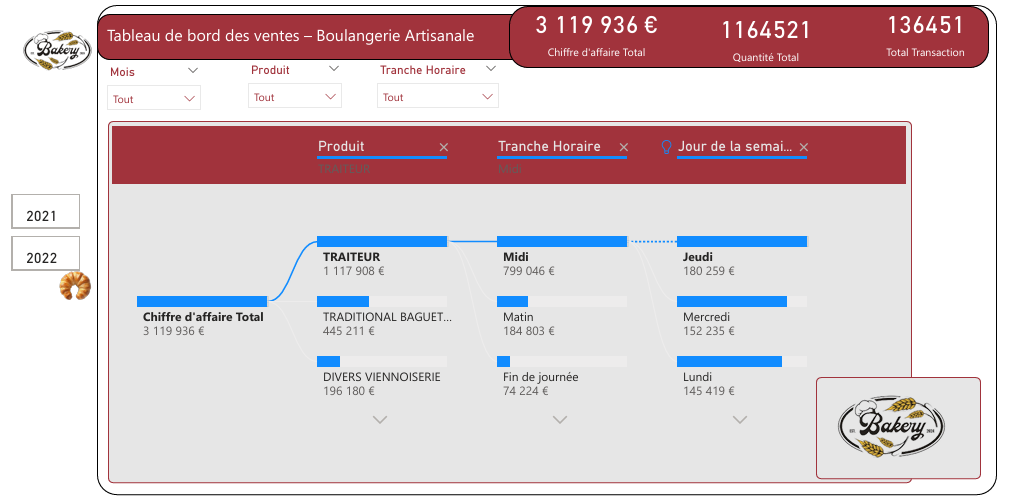 Bakery
Tableau de bord des ventes – Boulangerie Artisanale
3 119 936 €
Chiffre d'affaire Total
1164521
Quantité Total
136451
Total Transaction
Mois
Tout
Produit
Tout
Tranche Horaire
Tout
2021
2022
Produit
TRAITEUR
Tranche Horaire
Midi
Jour de la semai...
Chiffre d'affaire Total
3 119 936 €
TRAITEUR
1 117 908 €
TRADITIONAL BAGUET...
445 211 €
DIVERS VIENNOISERIE
196 180 €
Midi
799 046 €
Matin
184 803 €
Fin de journée
74 224 €
Jeudi
180 259 €
Mercredi
152 235 €
Lundi
145 419 €
Bakery